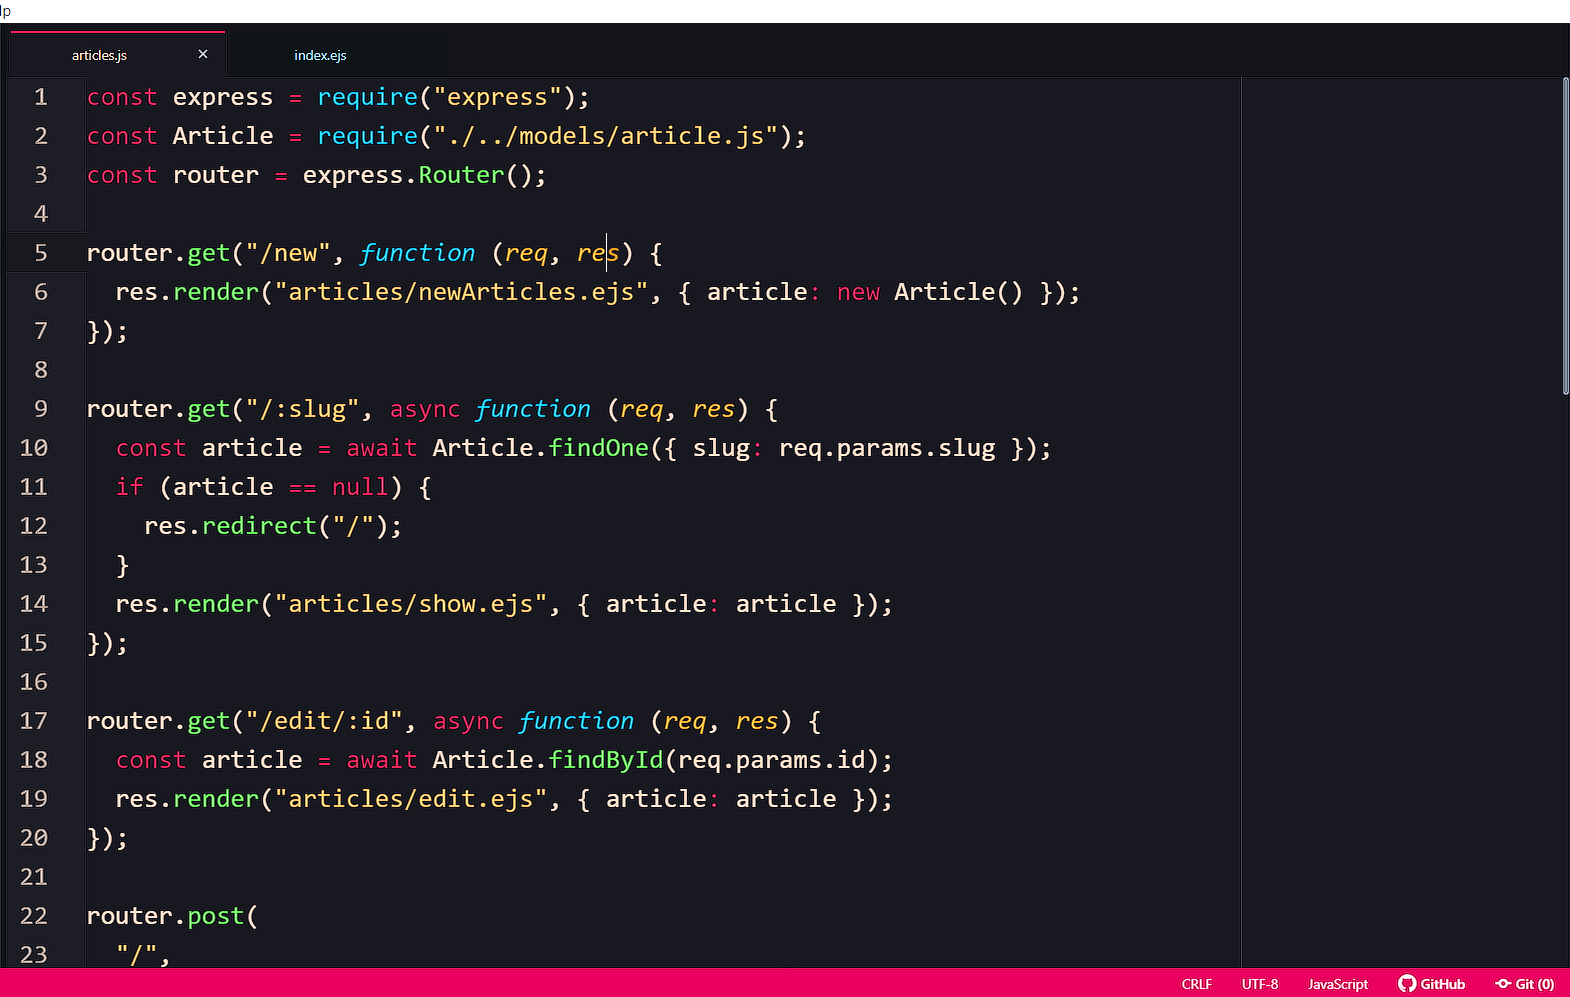 lp
articles.js × index.ejs
1 const express = require("express");
2 const Article = require("./../models/article.js");
3 const router = express.Router();
4
5 router.get("/new", function (req, res) {
6   res.render("articles/newArticles.ejs", { article: new Article() });
7 });
8
9 router.get("/:slug", async function (req, res) {
10   const article = await Article.findOne({ slug: req.params.slug });
11   if (article == null) {
12     res.redirect("/");
13   }
14   res.render("articles/show.ejs", { article: article });
15 });
16
17 router.get("/edit/:id", async function (req, res) {
18   const article = await Article.findById(req.params.id);
19   res.render("articles/edit.ejs", { article: article });
20 });
21
22 router.post(
23   "/",
CRLF UTF-8 JavaScript GitHub Git (0)